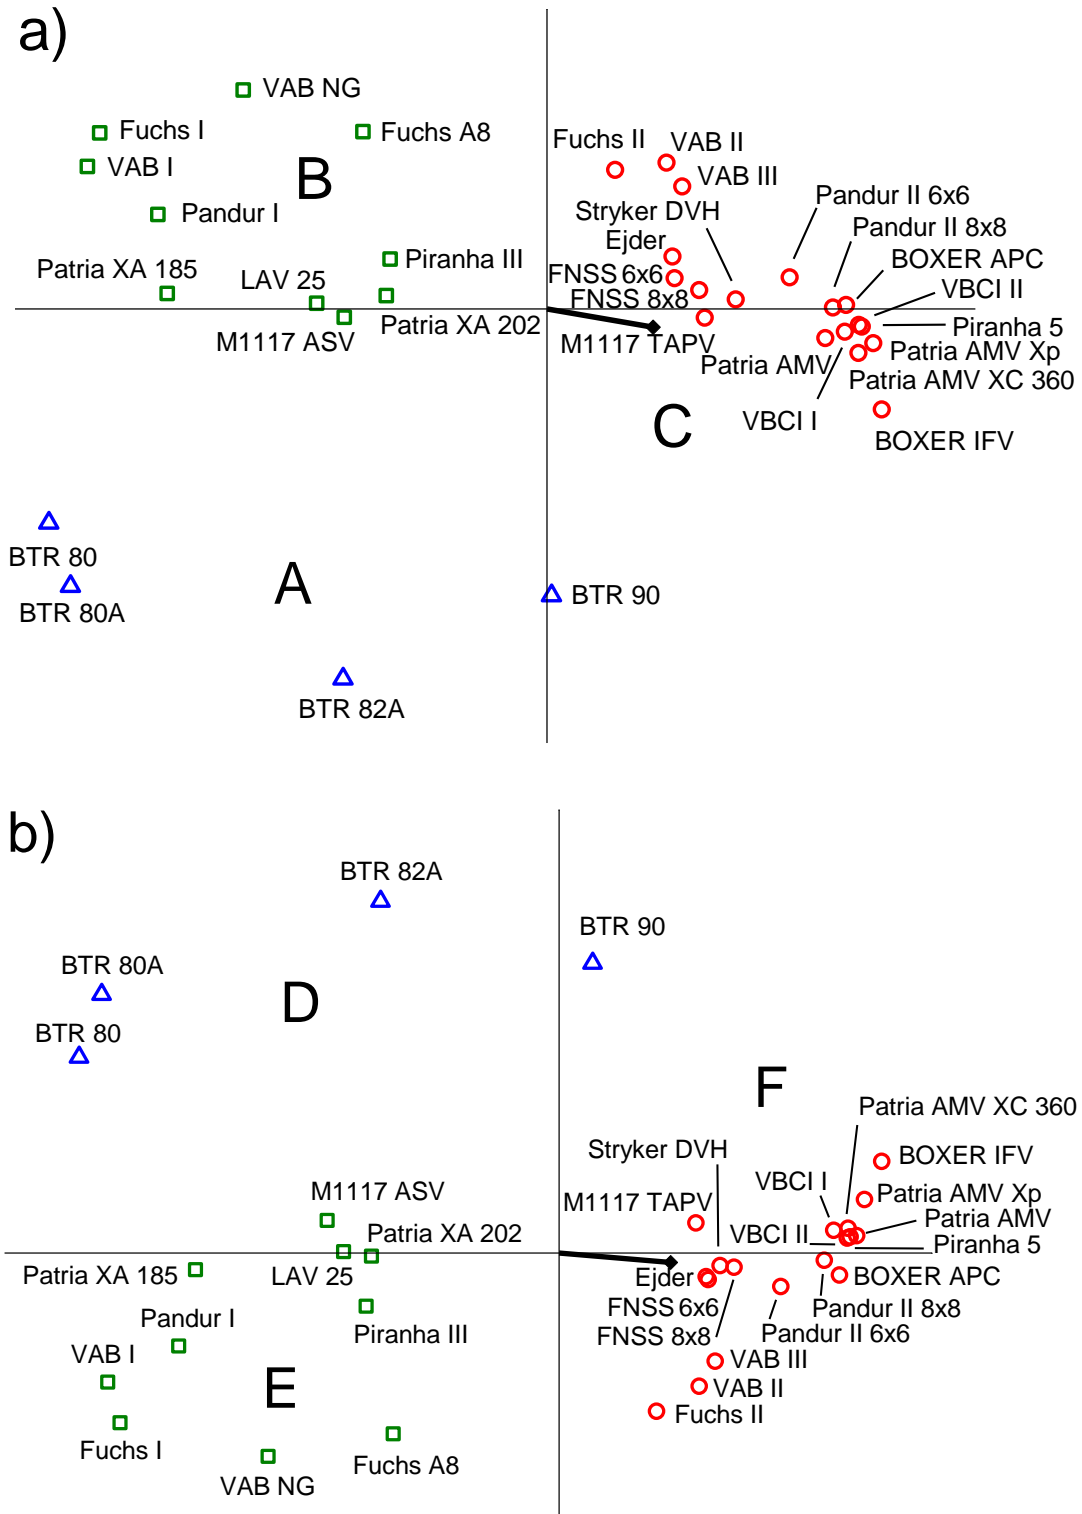 a)
VAB NG
Fuchs I
Fuchs A8
VAB I
B
Pandur I
Patria XA 185
LAV 25
Piranha III
M1117 ASV
Patria XA 202
Fuchs II
VAB II
VAB III
Stryker DVH
Pandur II 6x6
Ejder
Pandur II 8x8
FNSS 6x6
BOXER APC
FNSS 8x8
VBCI II
M1117 TAPV
Piranha 5
Patria AMV
Patria AMV Xp
Patria AMV XC 360
VBCI I
C
BOXER IFV
BTR 80
BTR 80A
A
BTR 90
BTR 82A
b)
BTR 82A
BTR 90
BTR 80A
D
BTR 80
F
Patria AMV XC 360
Stryker DVH
BOXER IFV
VBCI I
M1117 ASV
M1117 TAPV
Patria AMV Xp
Patria XA 202
VBCI II
Patria AMV
Piranha 5
Patria XA 185
LAV 25
Ejder
BOXER APC
FNSS 6x6
Pandur II 8x8
Pandur I
Piranha III
FNSS 8x8
Pandur II 6x6
VAB I
VAB III
E
VAB II
Fuchs II
Fuchs I
Fuchs A8
VAB NG